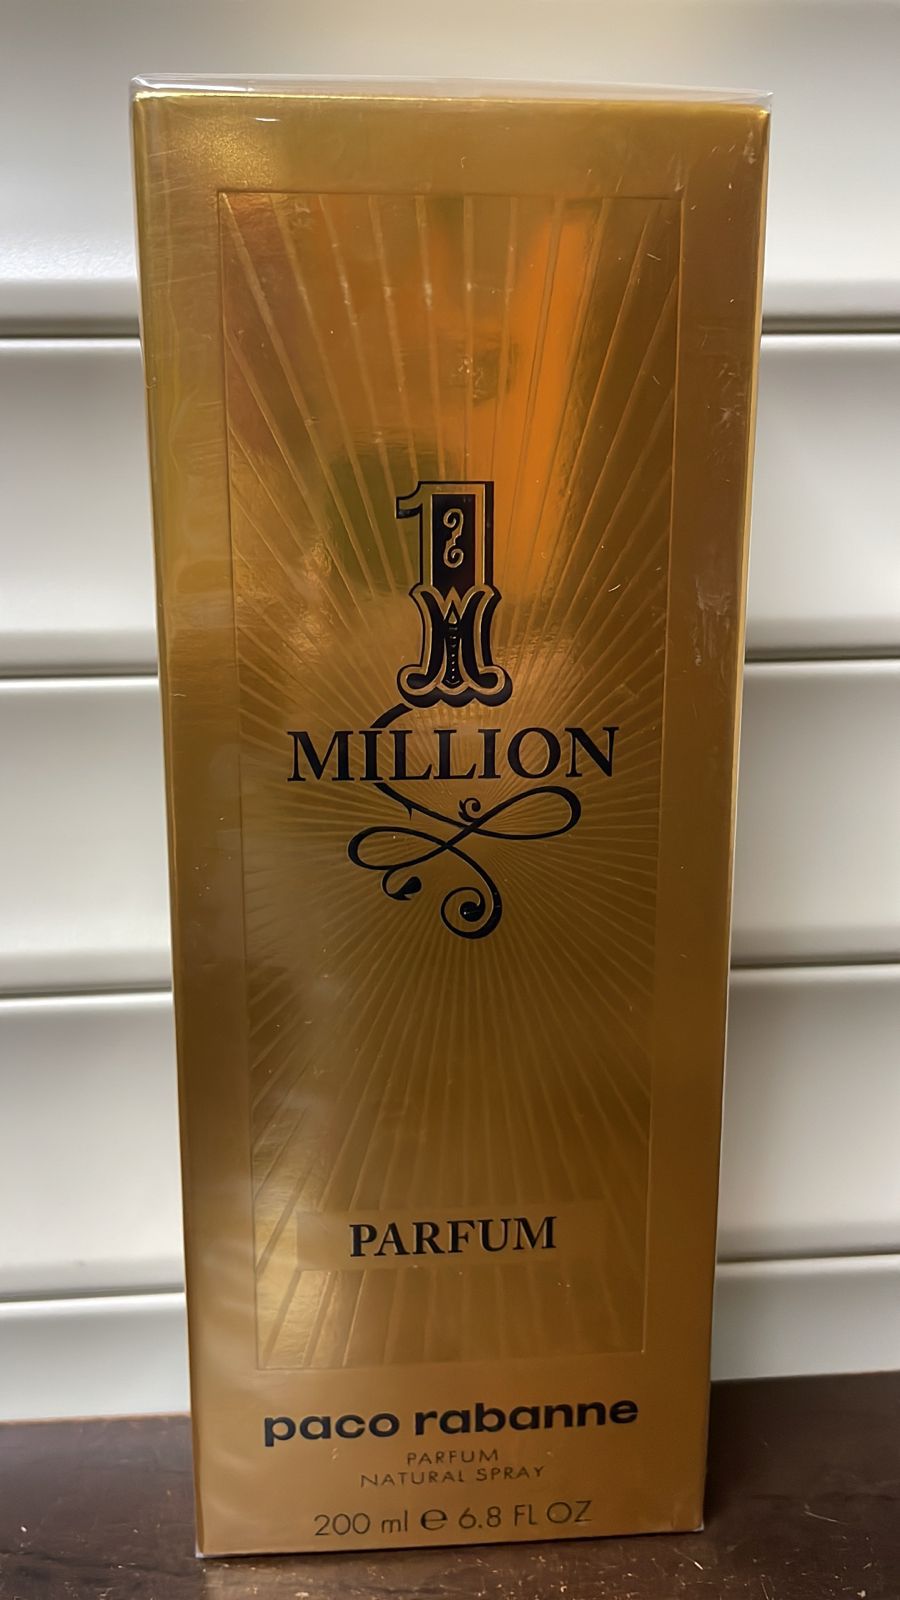 1
M
MILLION
PARFUM
paco rabanne
PARFUM
NATURAL SPRAY
200 ml ℮ 6.8 FL OZ